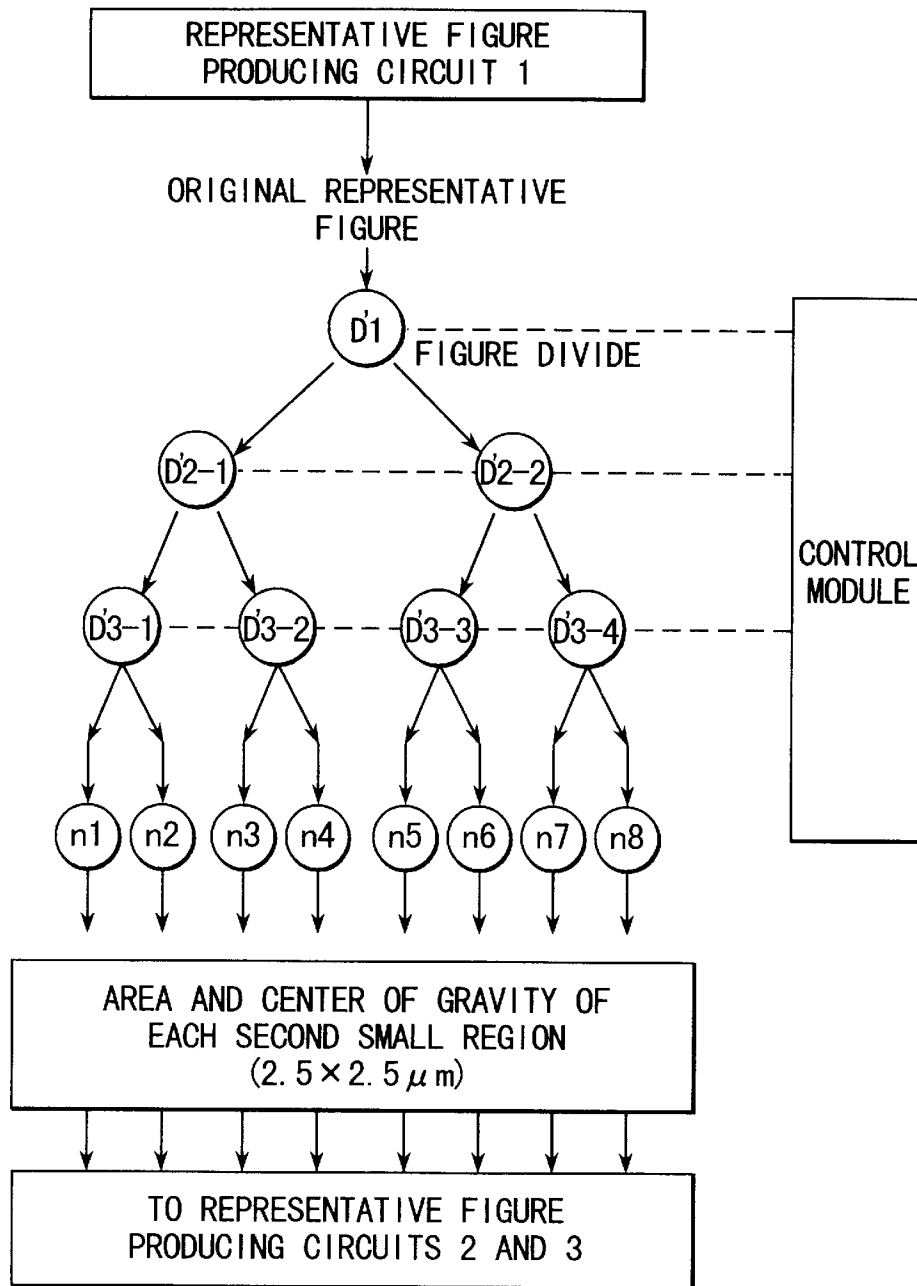 REPRESENTATIVE FIGURE
PRODUCING CIRCUIT 1
ORIGINAL REPRESENTATIVE
FIGURE
D'1
FIGURE DIVIDE
D'2-1
D'2-2
CONTROL
MODULE
D'3-1
D'3-2
D'3-3
D'3-4
n1
n2
n3
n4
n5
n6
n7
n8
AREA AND CENTER OF GRAVITY OF
EACH SECOND SMALL REGION
(2.5×2.5μm)
TO REPRESENTATIVE FIGURE
PRODUCING CIRCUITS 2 AND 3